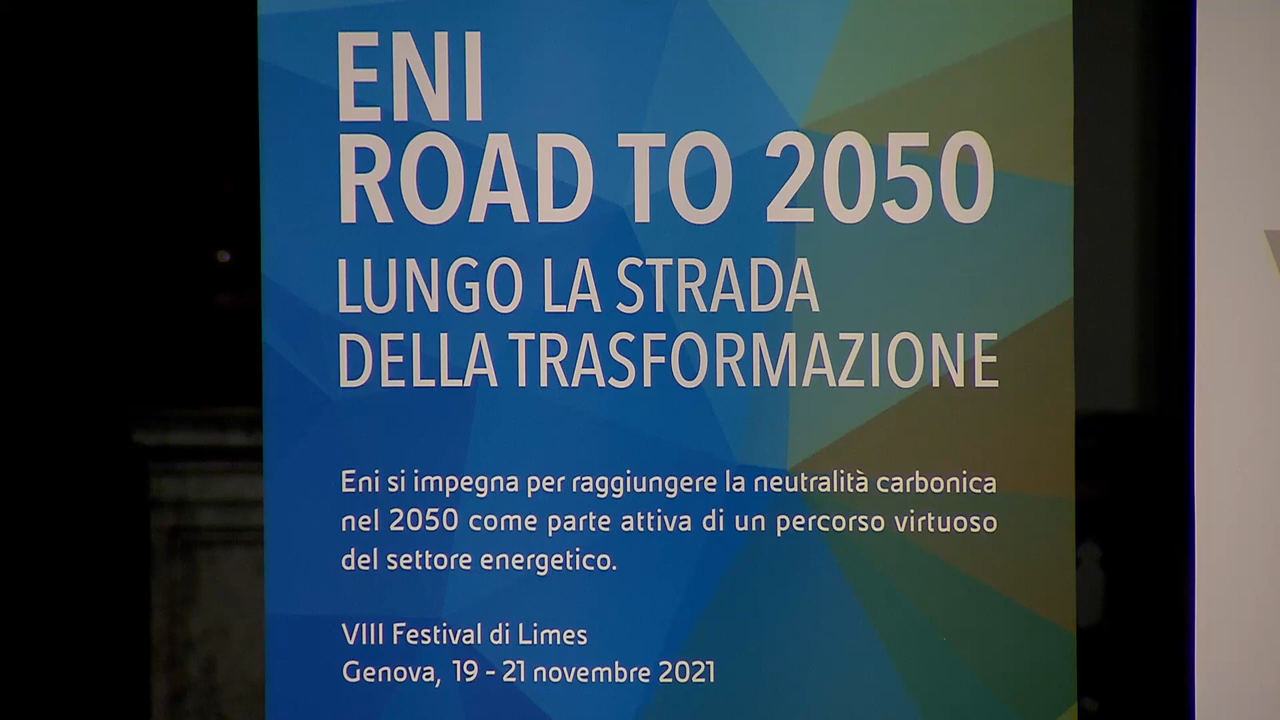 ENI
ROAD TO 2050
LUNGO LA STRADA
DELLA TRASFORMAZIONE
Eni si impegna per raggiungere la neutralità carbonica
nel 2050 come parte attiva di un percorso virtuoso
del settore energetico.
VIII Festival di Limes
Genova, 19 - 21 novembre 2021